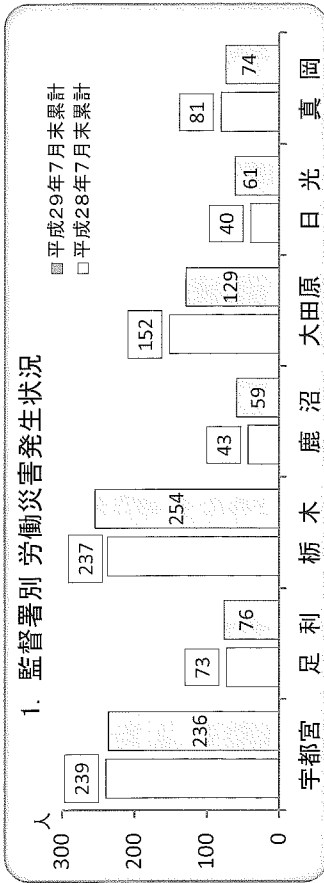 1. 監督署別 労働災害発生状況
平成29年7月末累計
平成28年7月末累計
人
300
200
100
0
239
236
73
76
237
254
43
59
152
129
40
61
81
74
宇都宮
足利
栃木
鹿沼
大田原
日光
真岡